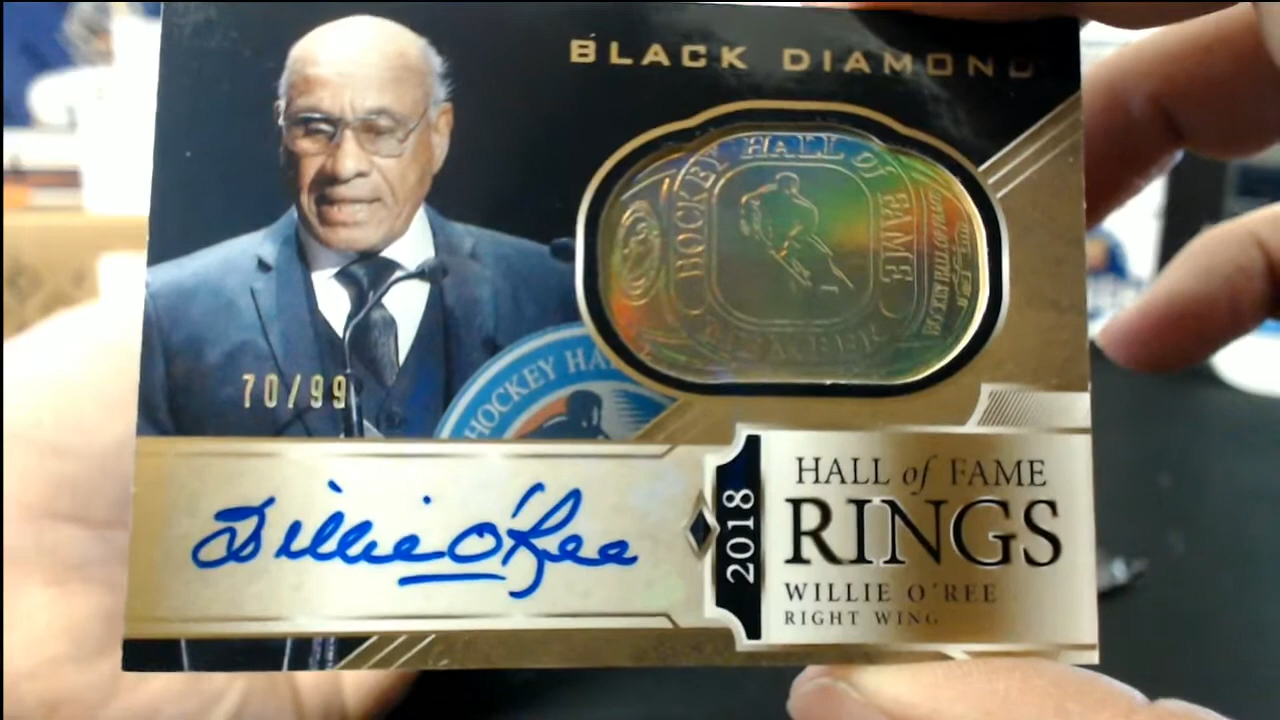 BLACK DIAMOND
HOCKEY HALL of FAME
MEMBER
HOCKEY HA
70/99
Willie O'Ree
2018
HALL of FAME
RINGS
WILLIE O'REE
RIGHT WING